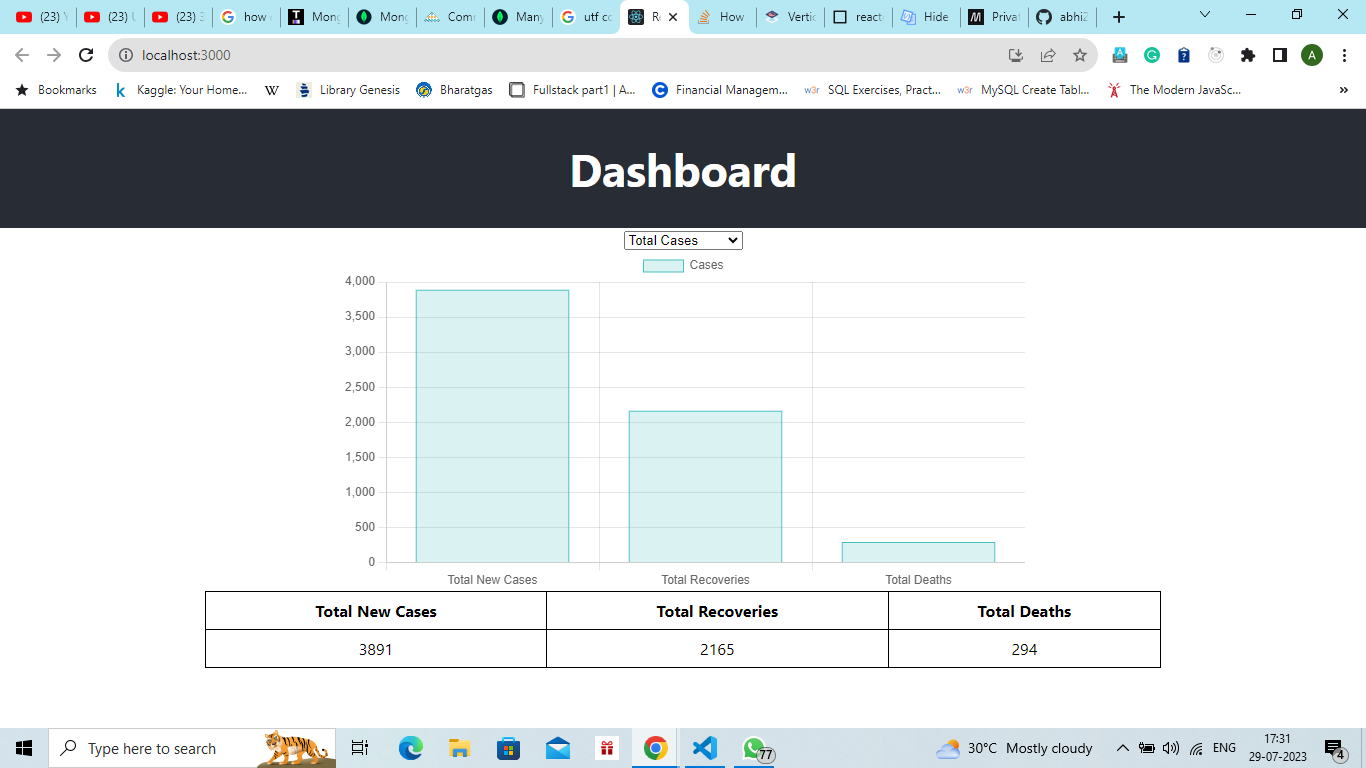 (23) Y (23) U (23) 3 how Mong Mong Com Many utf co Re How Vertic react Hide Privat
localhost:3000 A
Bookmarks Kaggle: Your Home... W Library Genesis Bharatgas Fullstack part1 | A... Financial Managem... w3r SQL Exercises, Pract... w3r MySQL Create Tabl... The Modern JavaSc... »
Dashboard
Total Cases
Cases
4,000
3,500
3,000
2,500
2,000
1,500
1,000
500
0
Total New Cases Total Recoveries Total Deaths
Total New Cases Total Recoveries Total Deaths
3891 2165 294
Type here to search 77 30°C Mostly cloudy ENG 17:31
29-07-2023 4